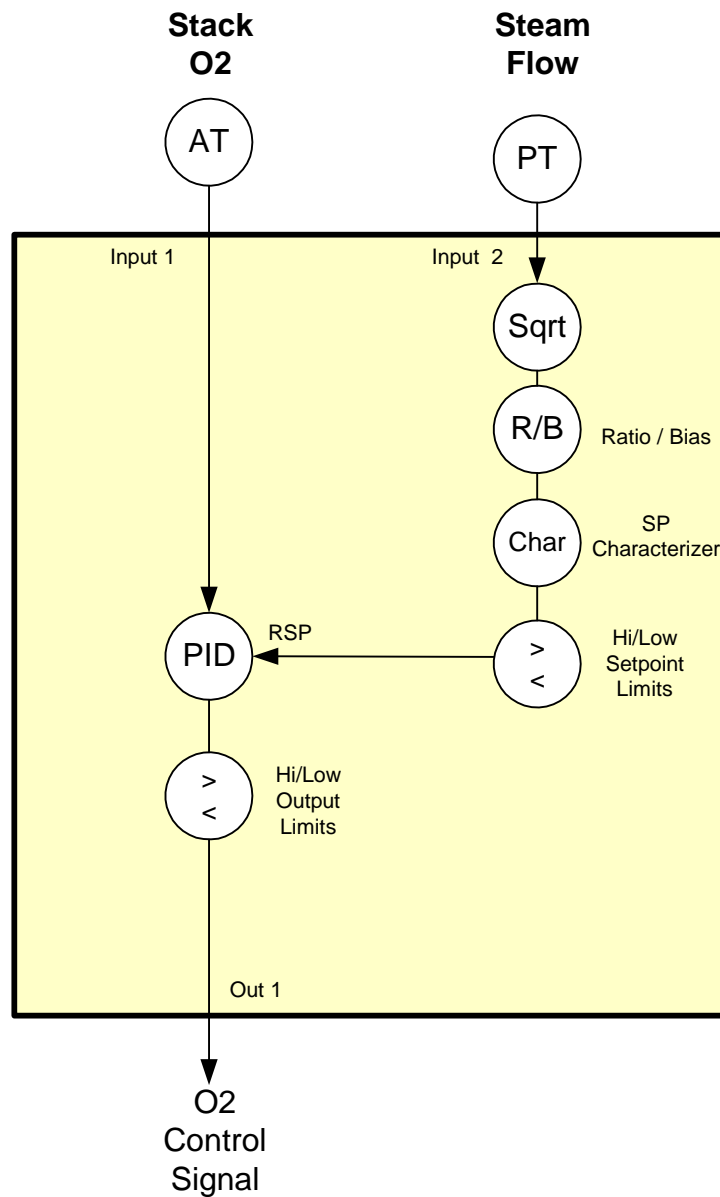 Stack
O2
Steam
Flow
AT
PT
Input 1
Input 2
Sqrt
R/B
Ratio / Bias
Char
SP
Characterizer
PID
RSP
>
<
Hi/Low
Setpoint
Limits
>
<
Hi/Low
Output
Limits
Out 1
O2
Control
Signal